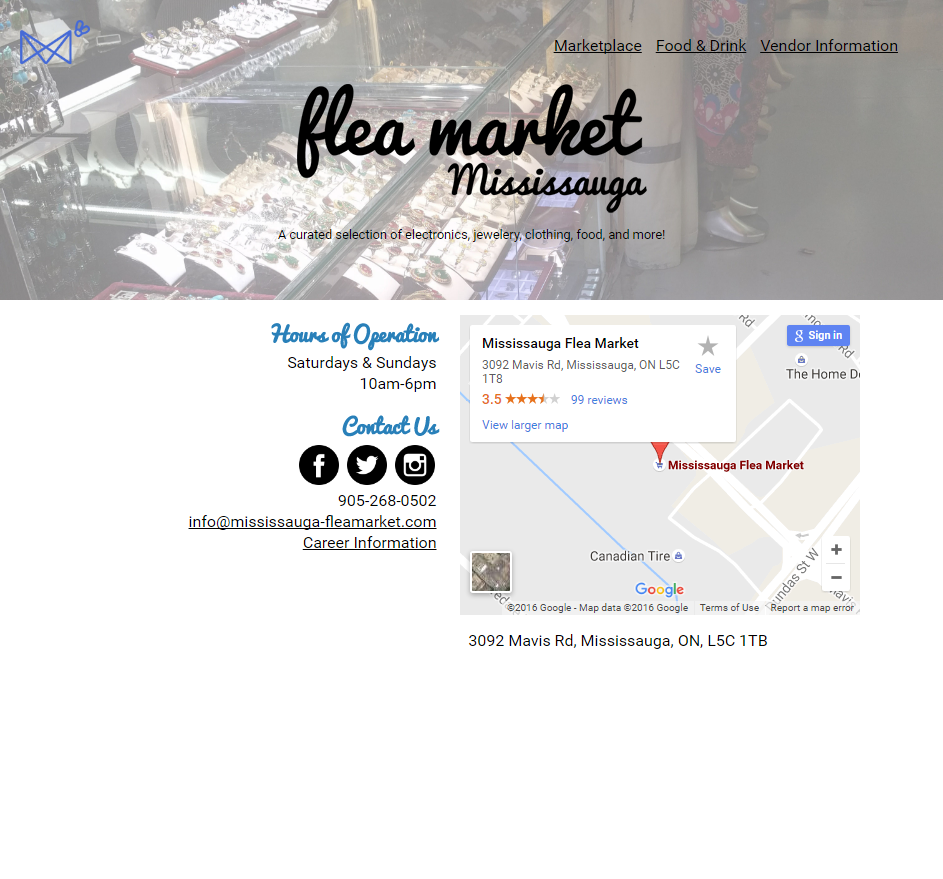 Marketplace Food & Drink Vendor Information
flea market
Mississauga
A curated selection of electronics, jewelery, clothing, food, and more!
Hours of Operation
Saturdays & Sundays
10am-6pm
Contact Us
905-268-0502
info@mississauga-fleamarket.com
Career Information
Mississauga Flea Market
3092 Mavis Rd, Mississauga, ON L5C
1T8
Save
3.5 99 reviews
View larger map
Sign in
Rd
Rd
The Home De
Mississauga Flea Market
Canadian Tire
Dundas St W
Google
©2016 Google - Map data ©2016 Google Terms of Use Report a map error
3092 Mavis Rd, Mississauga, ON, L5C 1TB